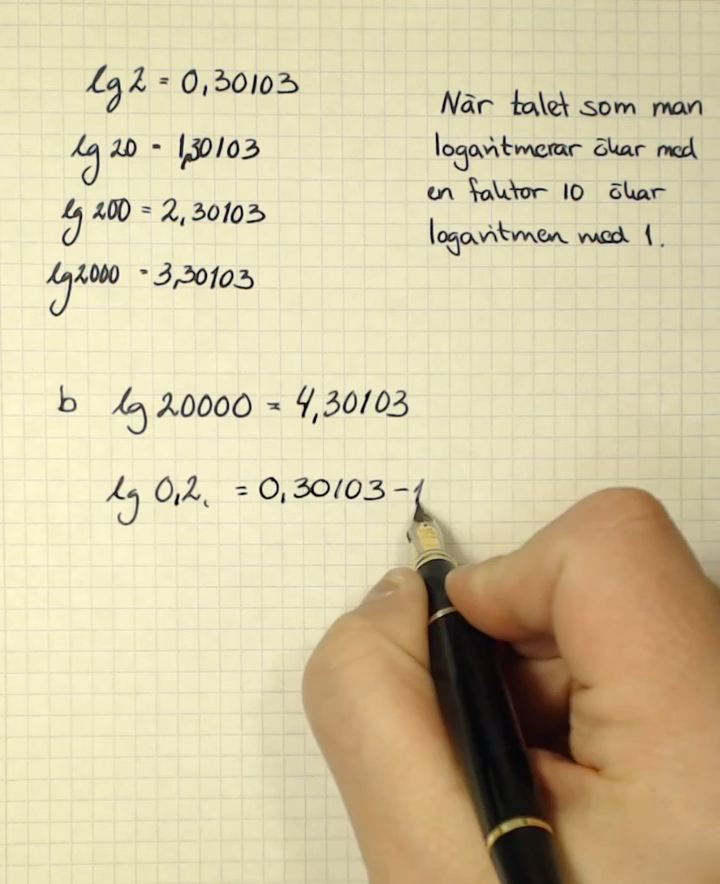 lg 2 = 0,30103
lg 20 = 1,30103
lg 200 = 2,30103
lg 2000 = 3,30103
När talet som man
logaritmerar ökar med
en faktor 10 ökar
logaritmen med 1.
b lg 20000 = 4,30103
lg 0,2 = 0,30103-1